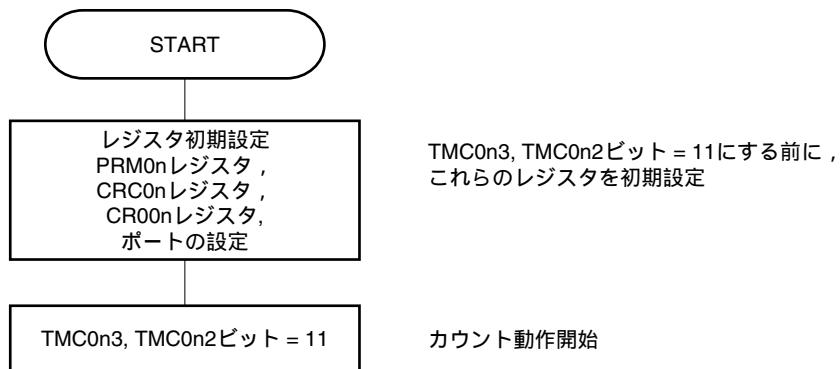 START
レジスタ初期設定
PRM0nレジスタ，
CRC0nレジスタ，
CR00nレジスタ,
ポートの設定
TMC0n3, TMC0n2ビット = 11にする前に，
これらのレジスタを初期設定
TMC0n3, TMC0n2ビット = 11
カウント動作開始